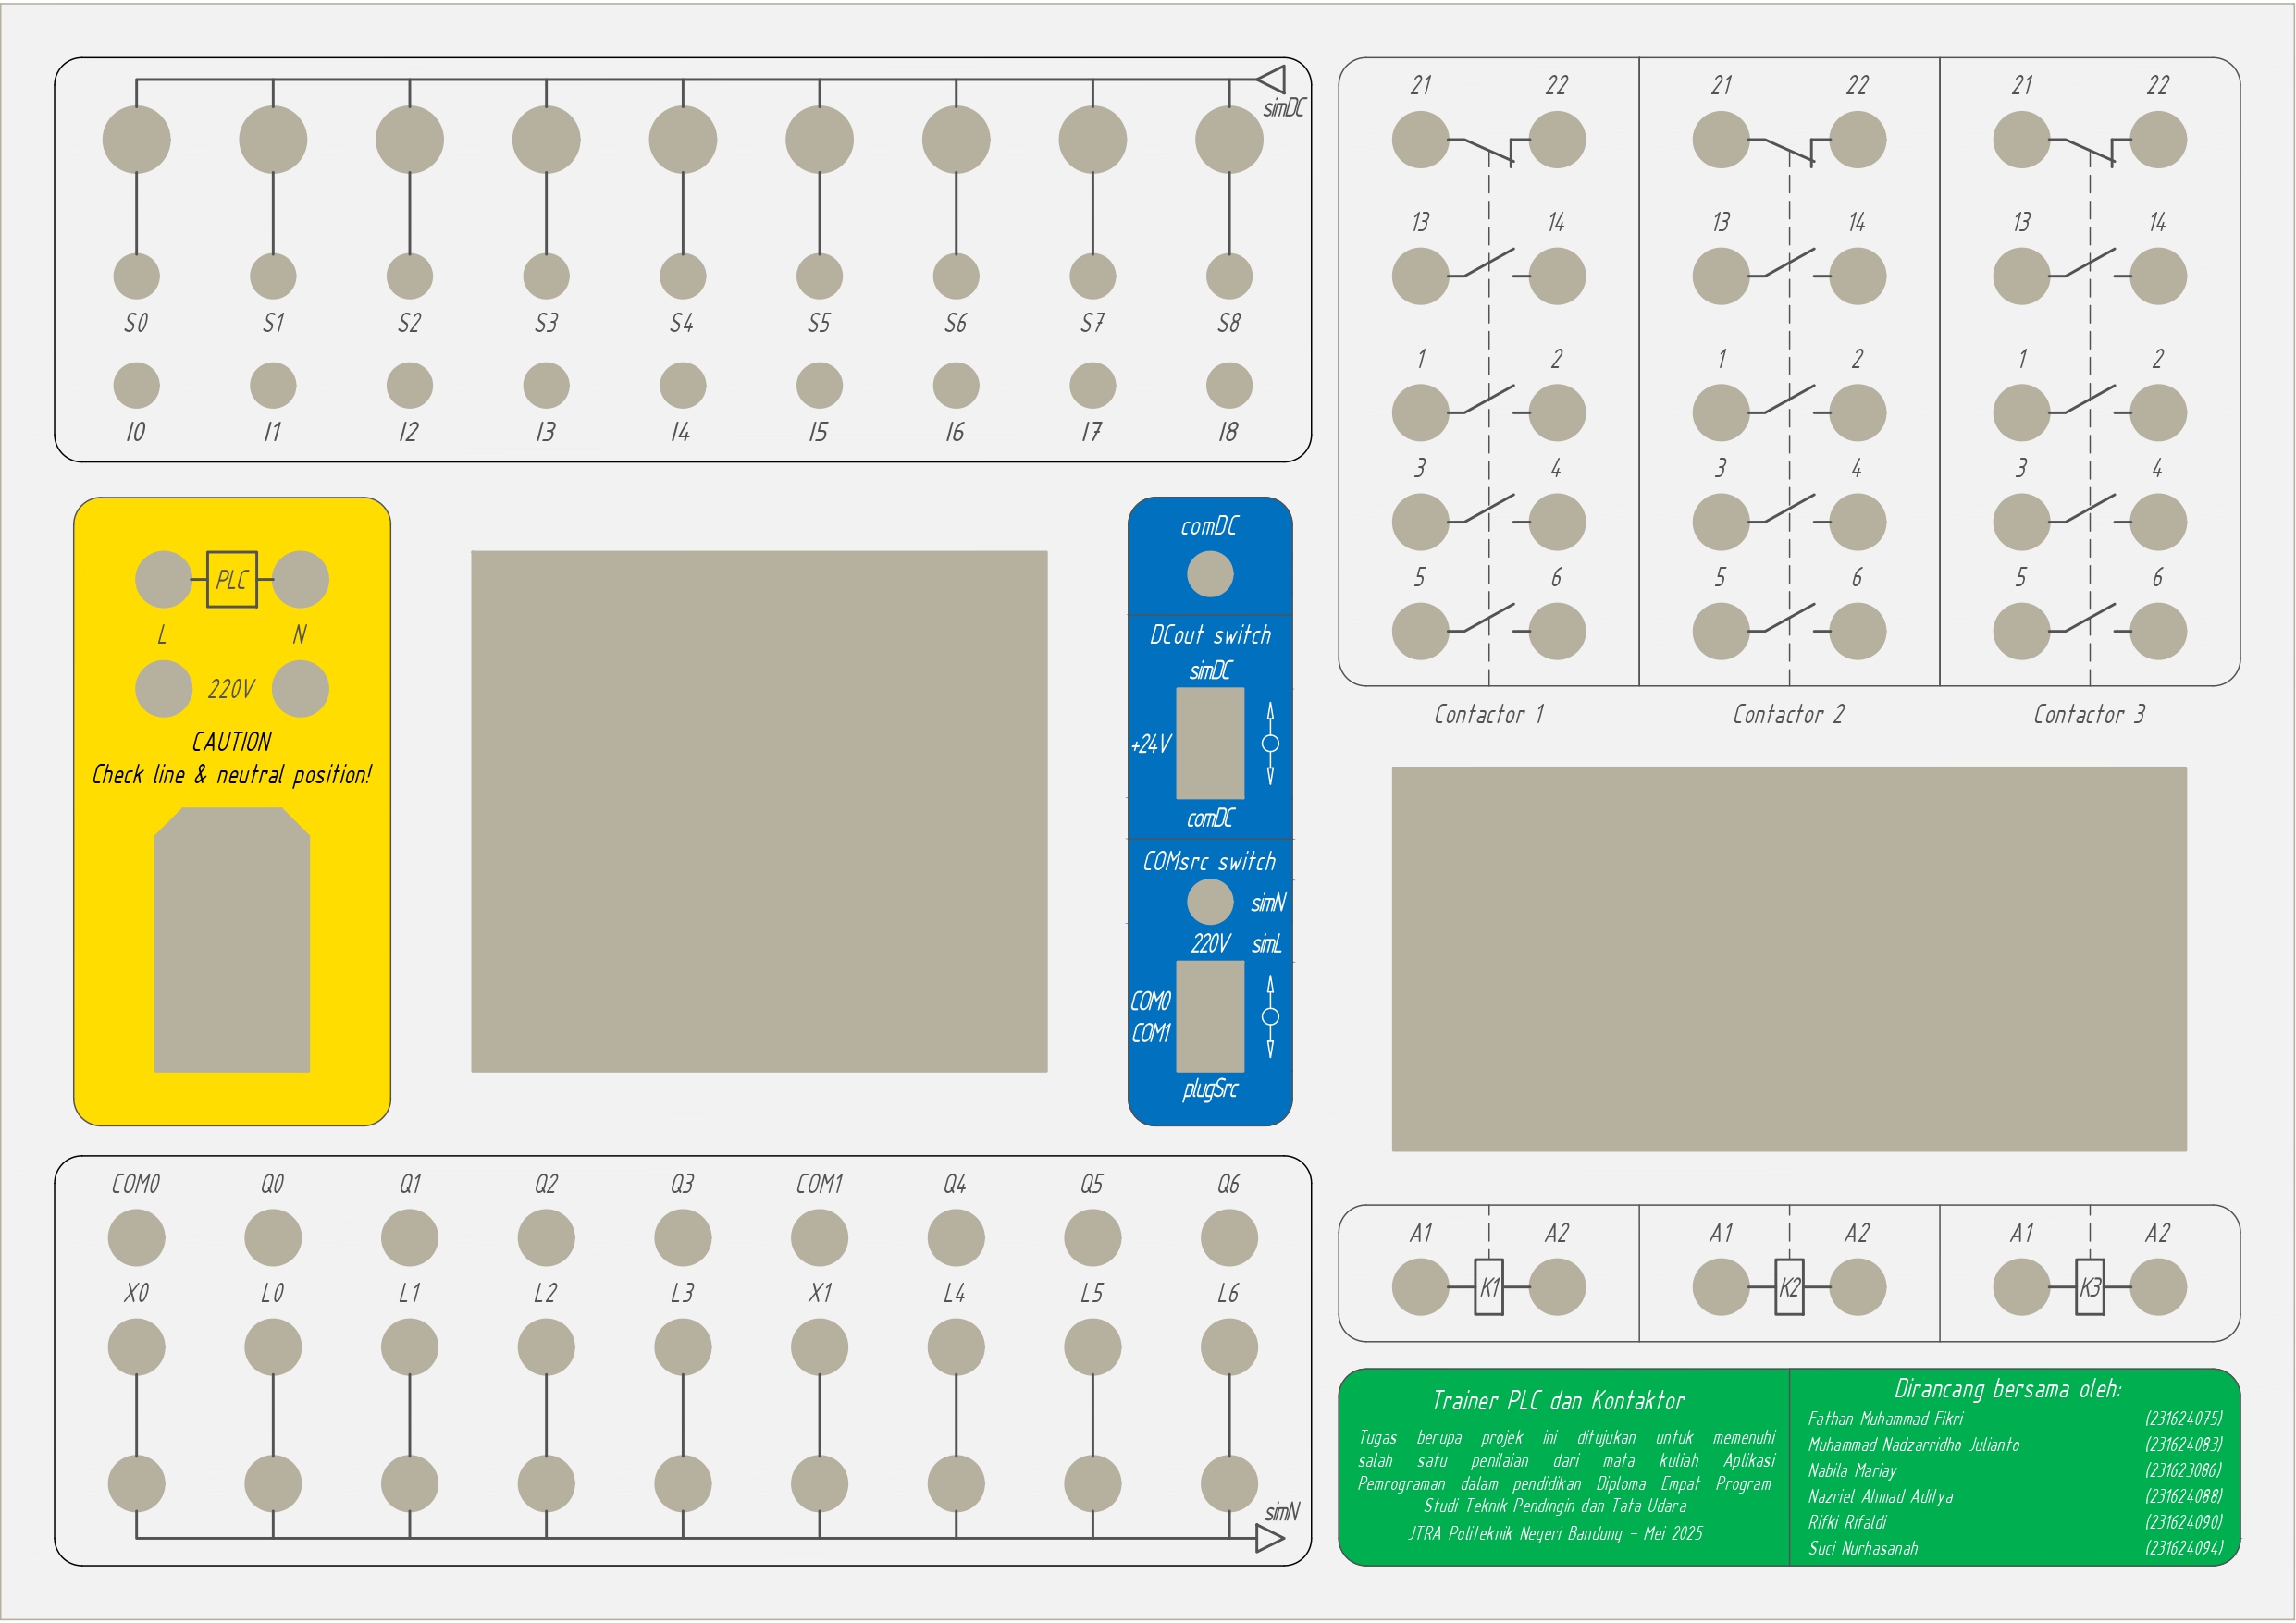 simDC
S0 S1 S2 S3 S4 S5 S6 S7 S8
I0 I1 I2 I3 I4 I5 I6 I7 I8
PLC
L N
220V
CAUTION
Check line & neutral position!
comDC
DCout switch
simDC
+24V
comDC
COMsrc switch
simN
220V simL
COM0
COM1
plugSrc
COM0 Q0 Q1 Q2 Q3 COM1 Q4 Q5 Q6
X0 L0 L1 L2 L3 X1 L4 L5 L6
simN
21 22 21 22 21 22
13 14 13 14 13 14
1 2 1 2 1 2
3 4 3 4 3 4
5 6 5 6 5 6
Contactor 1 Contactor 2 Contactor 3
A1 A2 A1 A2 A1 A2
K1 K2 K3
Trainer PLC dan Kontaktor
Tugas berupa projek ini ditujukan untuk memenuhi
salah satu penilaian dari mata kuliah Aplikasi
Pemrograman dalam pendidikan Diploma Empat Program
Studi Teknik Pendingin dan Tata Udara
JTRA Politeknik Negeri Bandung - Mei 2025
Dirancang bersama oleh:
Fathan Muhammad Fikri (231624075)
Muhammad Nadzarridho Julianto (231624083)
Nabila Mariay (231623086)
Nazriel Ahmad Aditya (231624088)
Rifki Rifaldi (231624090)
Suci Nurhasanah (231624094)